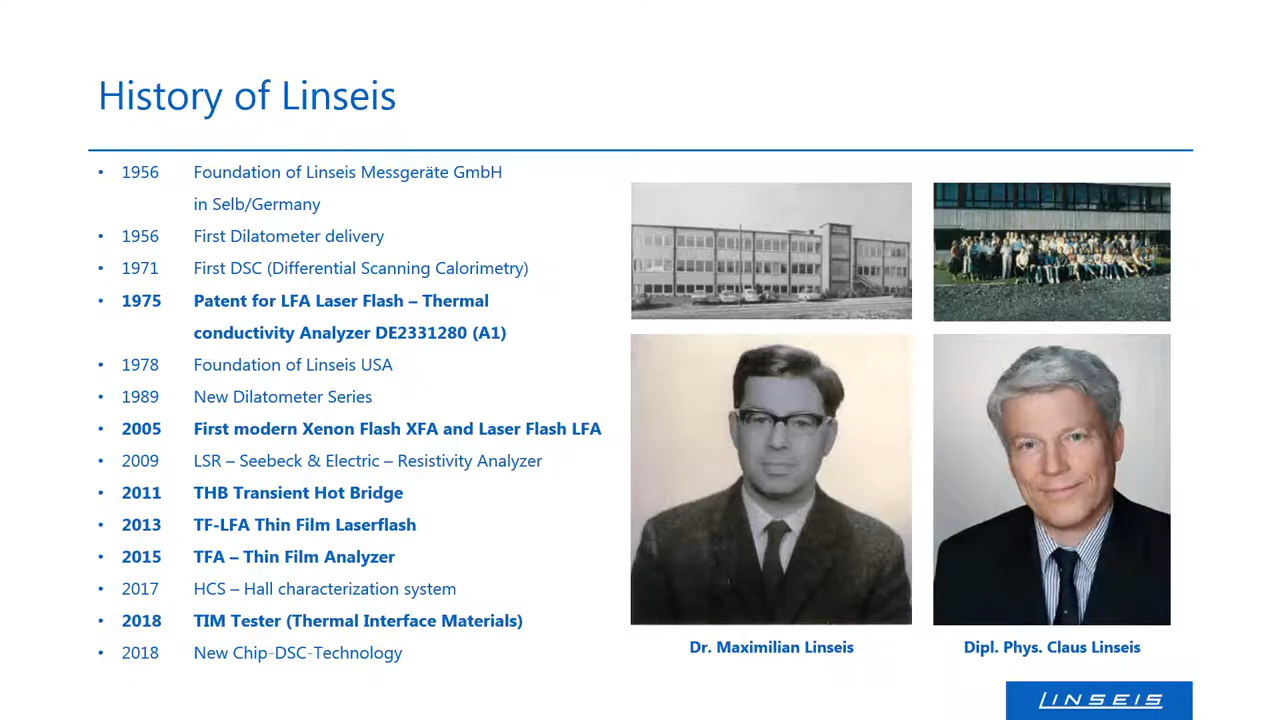 History of Linseis
• 1956 Foundation of Linseis Messgeräte GmbH
in Selb/Germany
• 1956 First Dilatometer delivery
• 1971 First DSC (Differential Scanning Calorimetry)
• 1975 Patent for LFA Laser Flash – Thermal
conductivity Analyzer DE2331280 (A1)
• 1978 Foundation of Linseis USA
• 1989 New Dilatometer Series
• 2005 First modern Xenon Flash XFA and Laser Flash LFA
• 2009 LSR – Seebeck & Electric – Resistivity Analyzer
• 2011 THB Transient Hot Bridge
• 2013 TF-LFA Thin Film Laserflash
• 2015 TFA – Thin Film Analyzer
• 2017 HCS – Hall characterization system
• 2018 TIM Tester (Thermal Interface Materials)
• 2018 New Chip-DSC-Technology
Dr. Maximilian Linseis
Dipl. Phys. Claus Linseis
LINSEIS